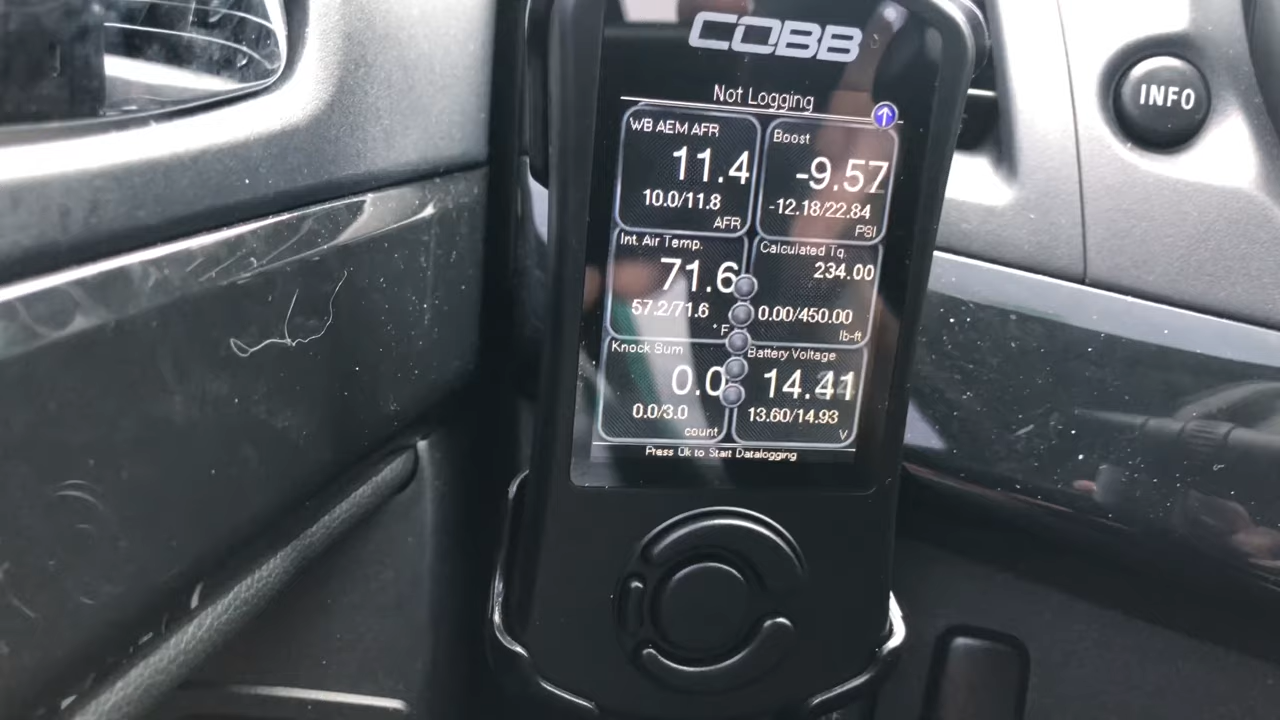 COBB
INFO
Not Logging
WB AEM AFR
11.4
10.0/11.8
AFR
Boost
-9.57
-12.18/22.84
PSI
Int. Air Temp.
71.6
57.2/71.6
°F
Calculated Tq.
234.00
0.00/450.00
lb-ft
Knock Sum
0.0
0.0/3.0
count
Battery Voltage
14.41
13.60/14.93
V
Press Ok to Start Datalogging